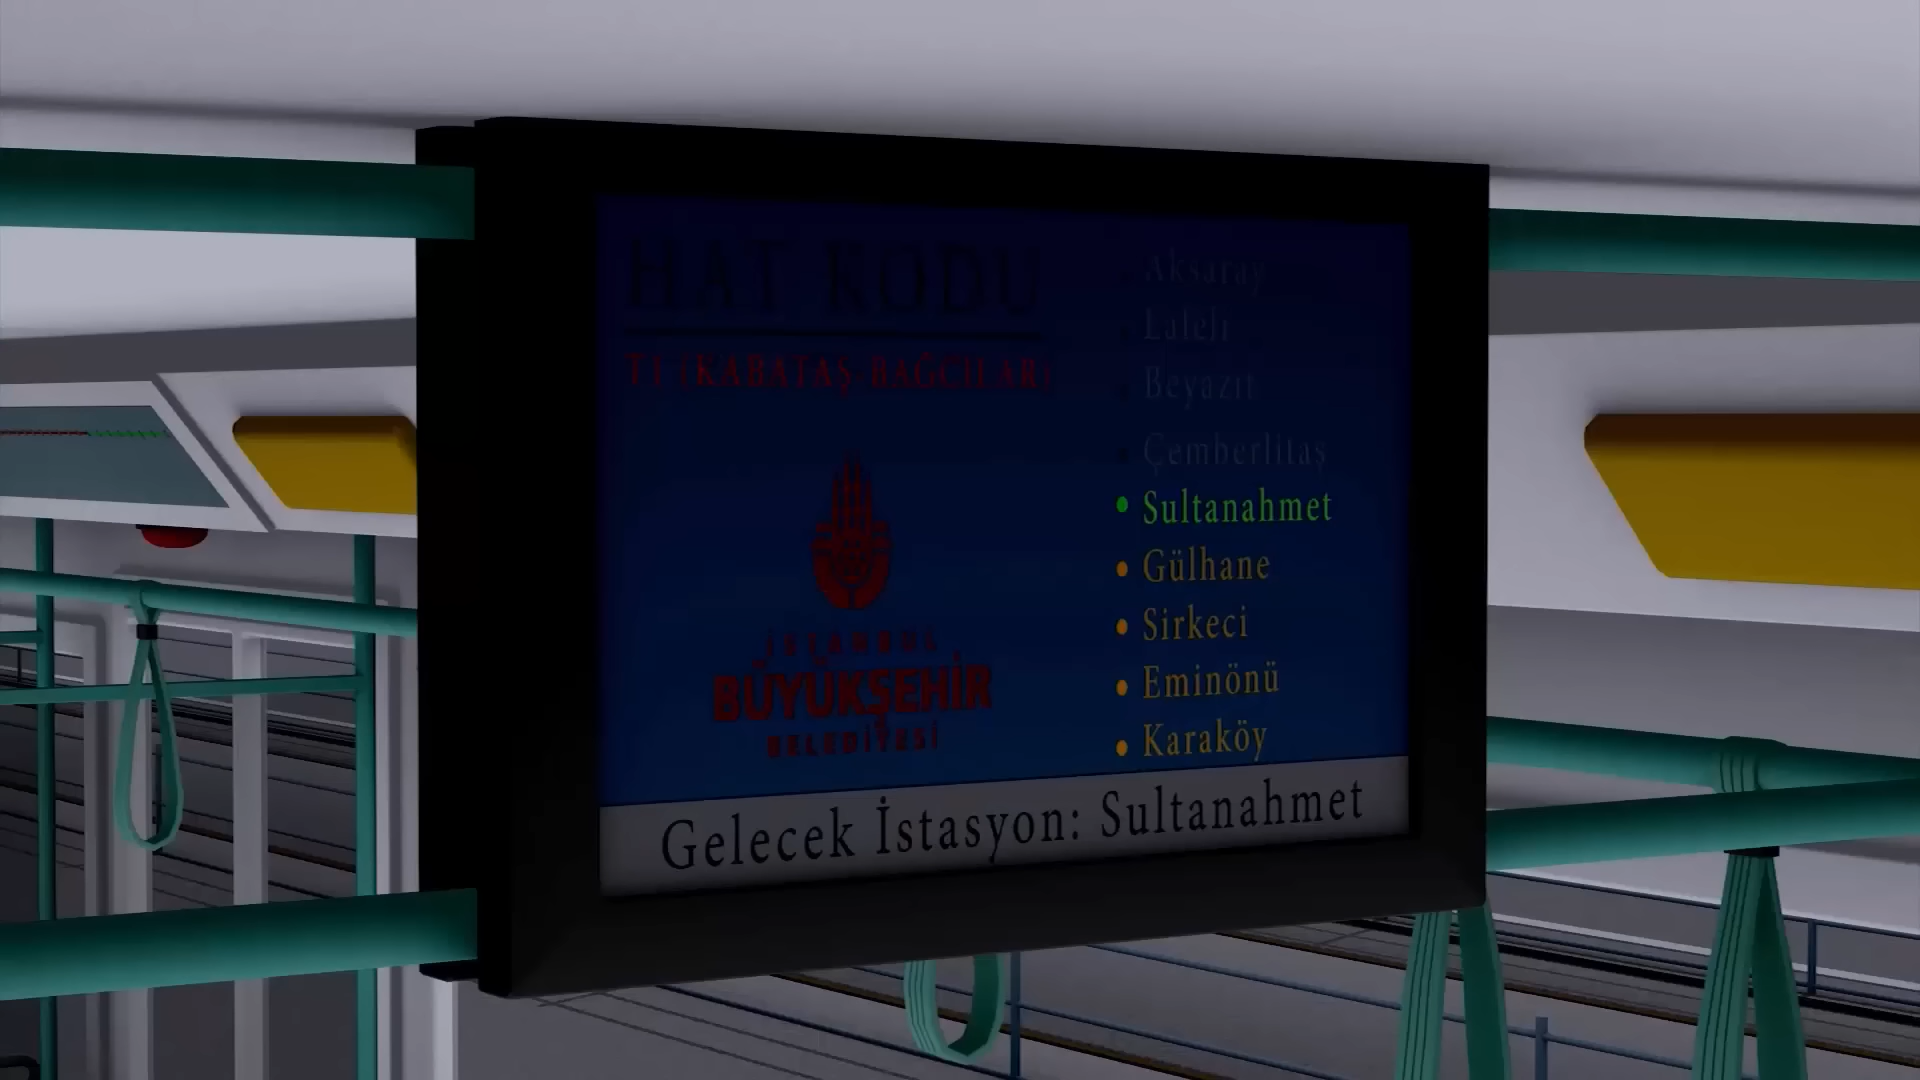 HAT KODU
T1 (KABATAŞ-BAĞCILAR)
İSTANBUL
BÜYÜKŞEHİR
BELEDİYESİ
Aksaray
Laleli
Beyazıt
Çemberlitaş
Sultanahmet
Gülhane
Sirkeci
Eminönü
Karaköy
Gelecek İstasyon: Sultanahmet